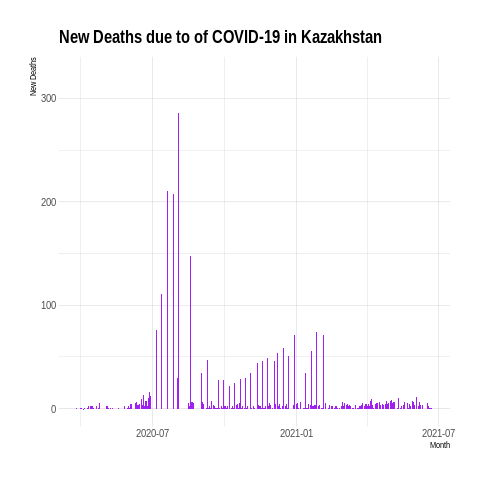 New Deaths due to of COVID-19 in Kazakhstan
New Deaths
300
200
100
0
2020-07
2021-01
2021-07
Month